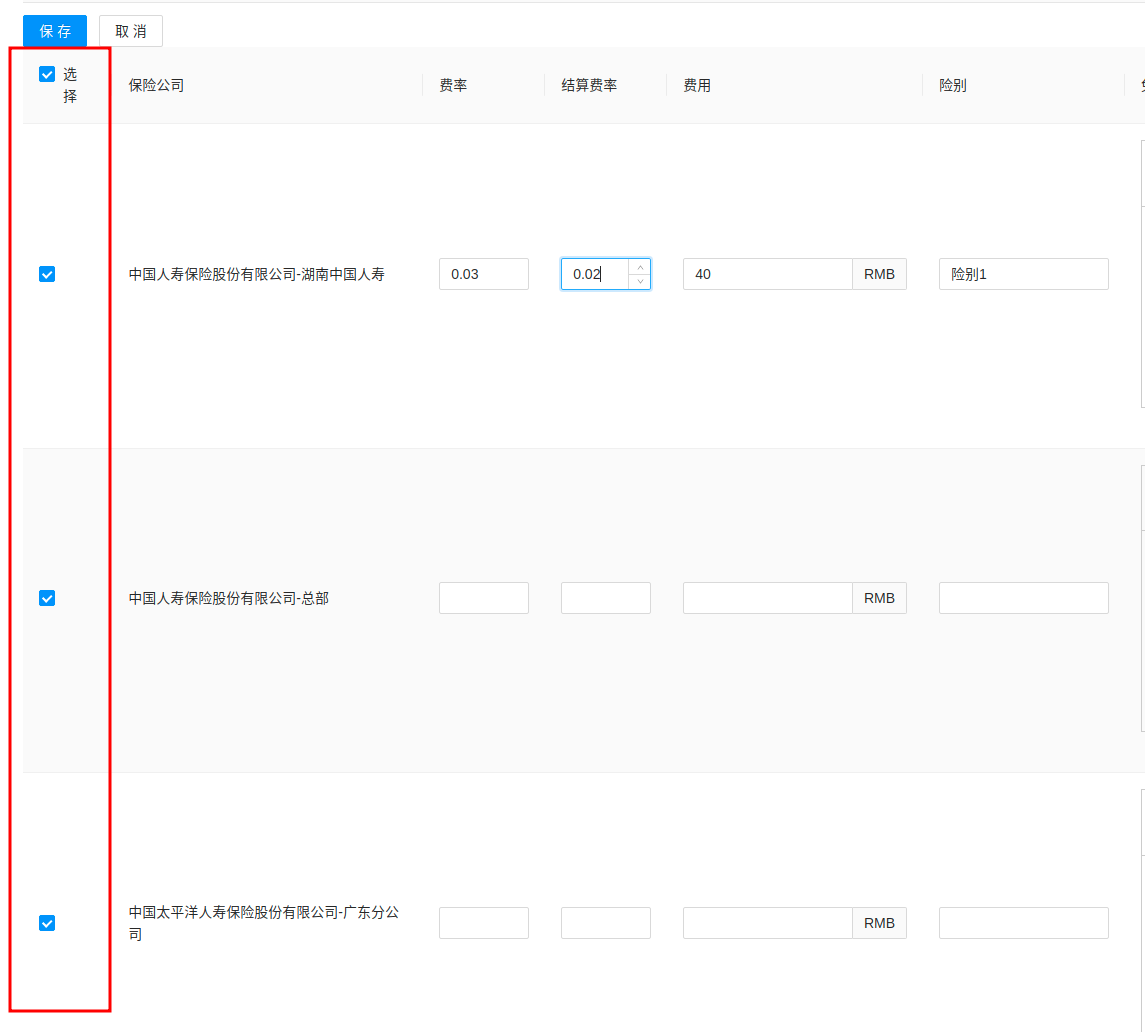 保 存 取 消
选择 保险公司 费率 结算费率 费用 险别
中国人寿保险股份有限公司-湖南中国人寿 0.03 0.02 40 RMB 险别1
中国人寿保险股份有限公司-总部 RMB
中国太平洋人寿保险股份有限公司-广东分公
司 RMB